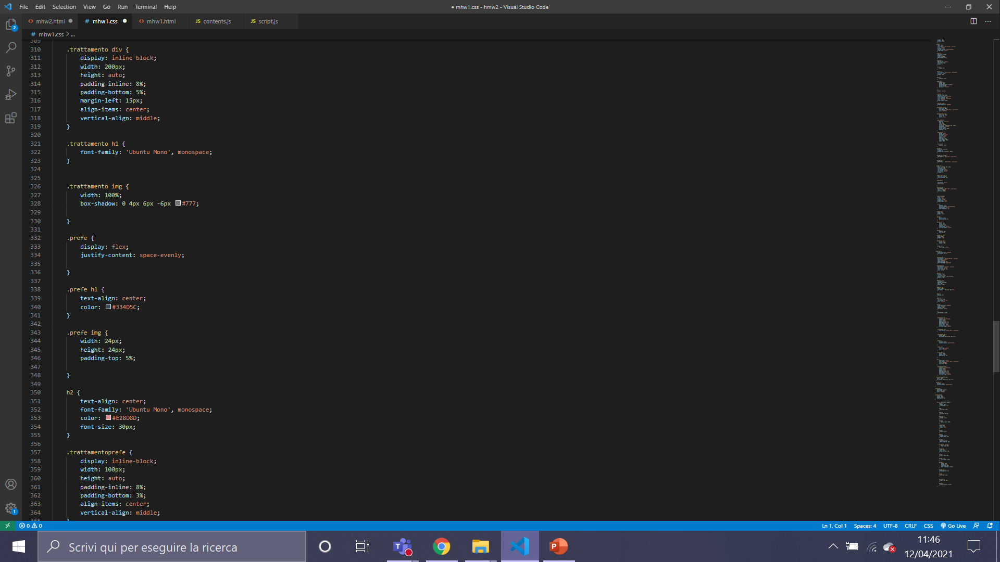 File Edit Selection View Go Run Terminal Help
● mhw1.css - hmw2 - Visual Studio Code
<> mhw2.html ● # mhw1.css ● <> mhw1.html JS contents.js JS script.js
# mhw1.css > ...
2
309
310 .trattamento div {
311 display: inline-block;
312 width: 200px;
313 height: auto;
314 padding-inline: 8%;
315 padding-bottom: 5%;
316 margin-left: 15px;
317 align-items: center;
318 vertical-align: middle;
319 }
320
321 .trattamento h1 {
322 font-family: 'Ubuntu Mono', monospace;
323 }
324
325
326 .trattamento img {
327 width: 100%;
328 box-shadow: 0 4px 6px -6px #777;
329
330 }
331
332 .prefe {
333 display: flex;
334 justify-content: space-evenly;
335
336 }
337
338 .prefe h1 {
339 text-align: center;
340 color: #334D5C;
341 }
342
343 .prefe img {
344 width: 24px;
345 height: 24px;
346 padding-top: 5%;
347
348 }
349
350 h2 {
351 text-align: center;
352 font-family: 'Ubuntu Mono', monospace;
353 color: #E28D8D;
354 font-size: 30px;
355 }
356
357 .trattamentoprefe {
358 display: inline-block;
359 width: 100px;
360 height: auto;
361 padding-inline: 8%;
362 padding-bottom: 3%;
363 align-items: center;
364 vertical-align: middle;
365 }
1
0 0 Ln 1, Col 1 Spaces: 4 UTF-8 CRLF CSS Go Live
Scrivi qui per eseguire la ricerca
11:46
12/04/2021